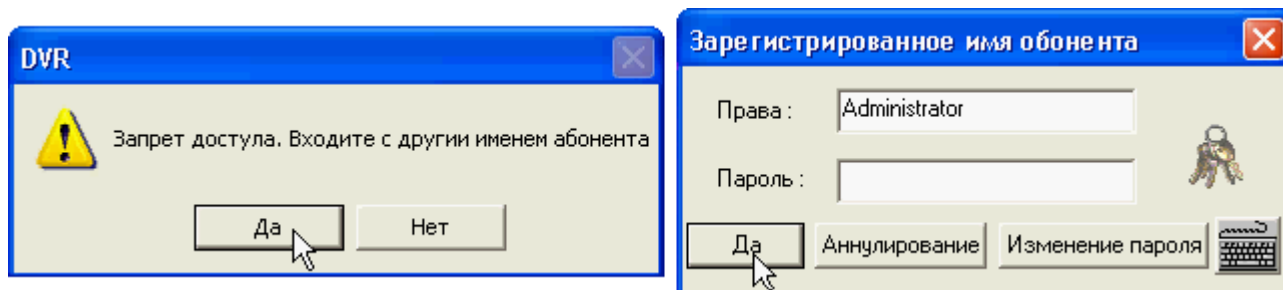 DVR
Запрет достула. Входите с другии именем абонента
Да
Нет
Зарегистрированное имя обонента
Права :
Administrator
Пароль :
Да
Аннулирование
Изменение пароля